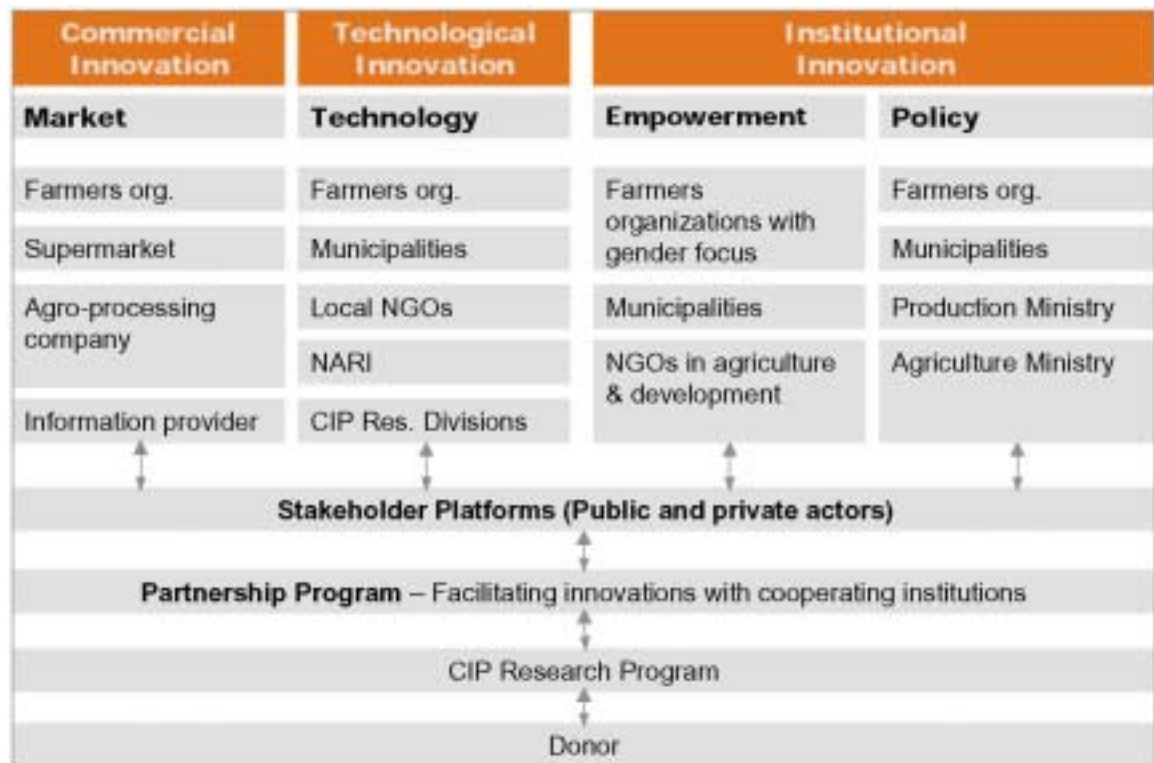 Commercial
Innovation
Technological
Innovation
Institutional
Innovation
Market
Technology
Empowerment
Policy
Farmers org.
Supermarket
Agro-processing
company
Information provider
Farmers org.
Municipalities
Local NGOs
NARI
CIP Res. Divisions
Farmers
organizations with
gender focus
Municipalities
NGOs in agriculture
& development
Farmers org.
Municipalities
Production Ministry
Agriculture Ministry
Stakeholder Platforms (Public and private actors)
Partnership Program – Facilitating innovations with cooperating institutions
CIP Research Program
Donor